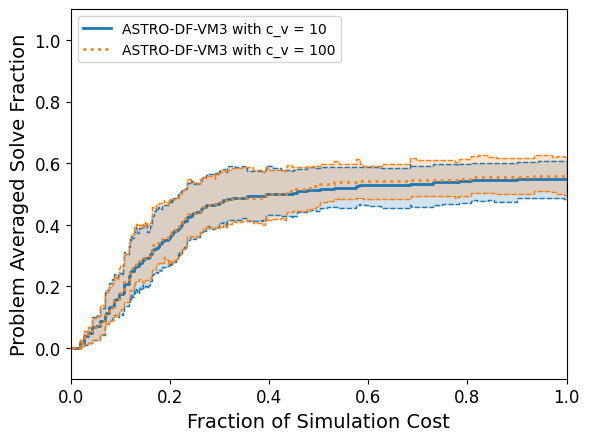 ASTRO-DF-VM3 with c_v = 10
ASTRO-DF-VM3 with c_v = 100
Problem Averaged Solve Fraction
1.0
0.8
0.6
0.4
0.2
0.0
0.0 0.2 0.4 0.6 0.8 1.0
Fraction of Simulation Cost